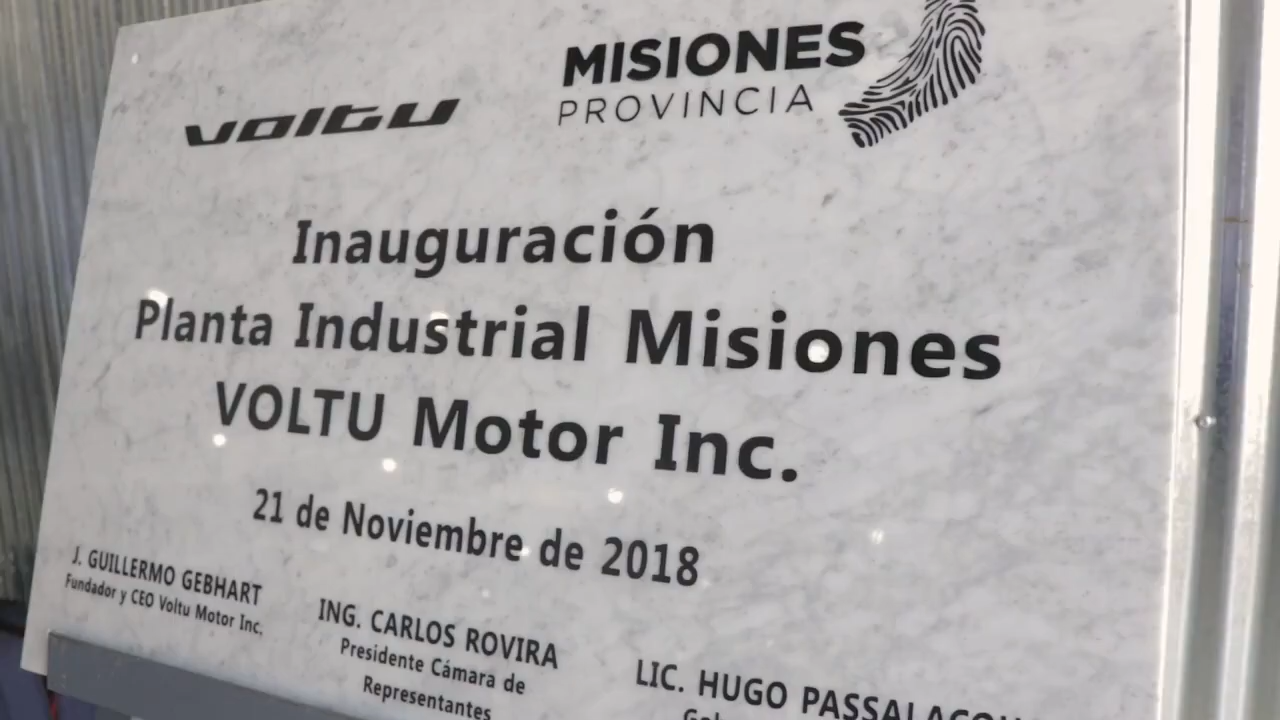 voltu
MISIONES
PROVINCIA
Inauguración
Planta Industrial Misiones
VOLTU Motor Inc.
21 de Noviembre de 2018
J. GUILLERMO GEBHART
Fundador y CEO Voltu Motor Inc.
ING. CARLOS ROVIRA
Presidente Cámara de
Representantes
LIC. HUGO